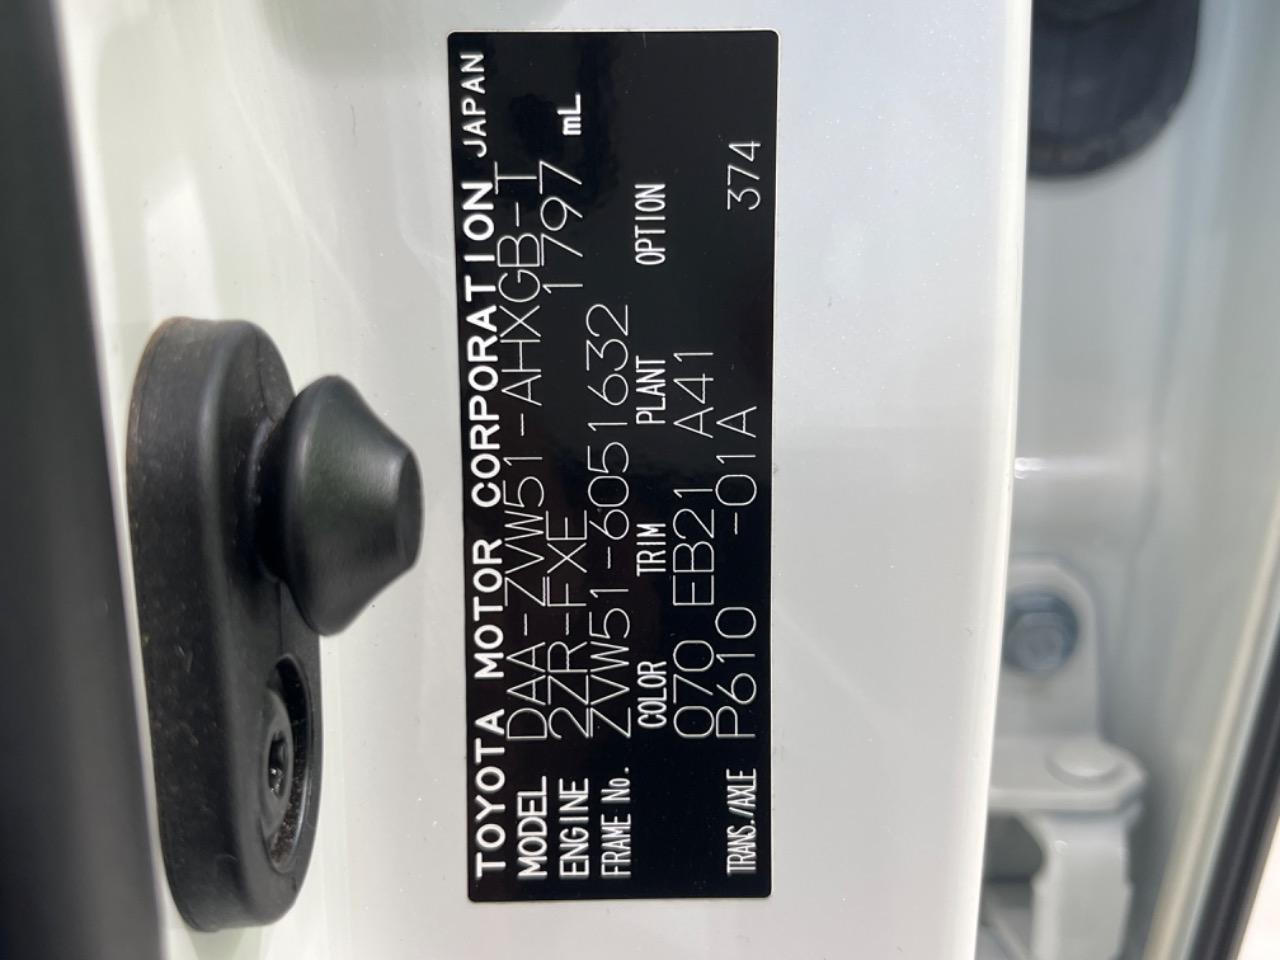 TOYOTA MOTOR CORPORATION JAPAN
MODEL DAA-ZVW51-AHXGB-T
ENGINE 2ZR-FXE 1797 mL
FRAME No. ZVW51-6051632
COLOR TRIM PLANT OPTION
070 EB21 A41
TRANS./AXLE P610 -01A 374